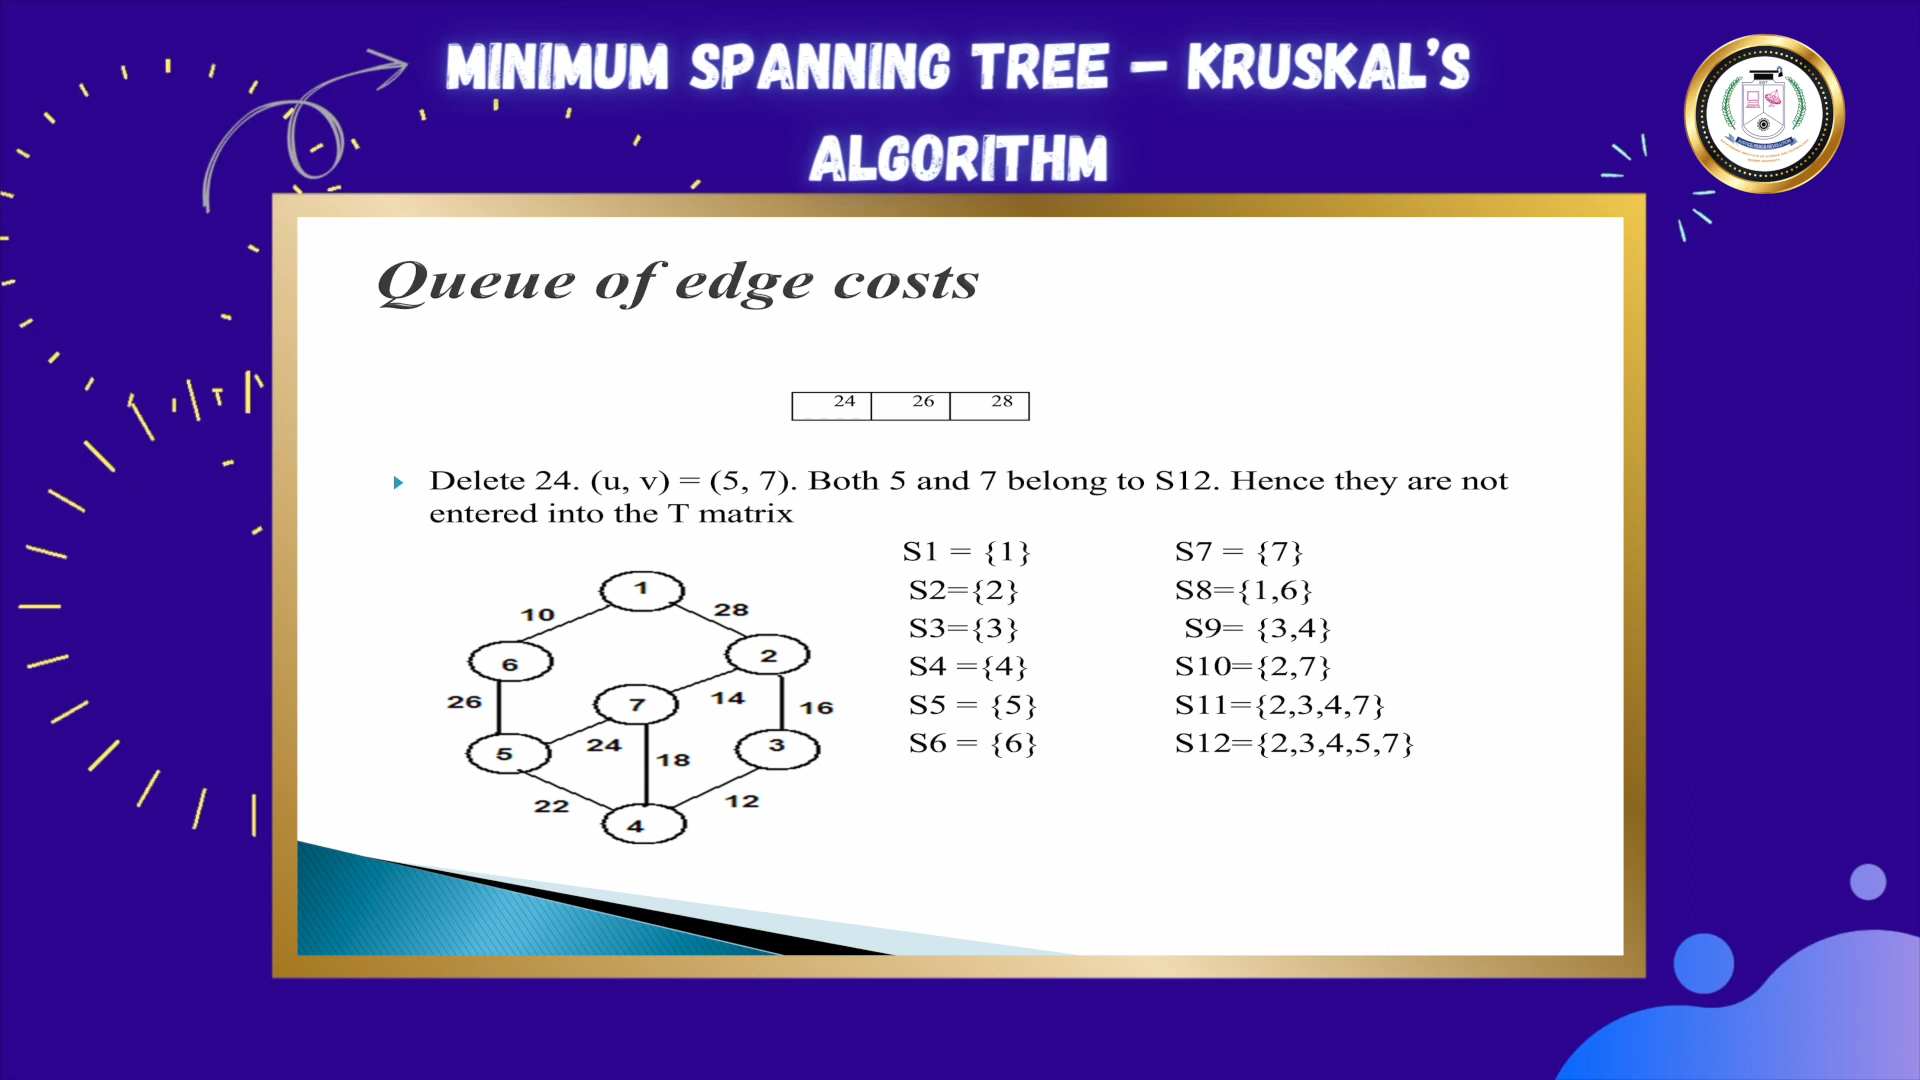 MINIMUM SPANNING TREE – KRUSKAL'S
ALGORITHM
Queue of edge costs
24 26 28
Delete 24. (u, v) = (5, 7). Both 5 and 7 belong to S12. Hence they are not
entered into the T matrix
S1 = {1}
S2={2}
S3={3}
S4 ={4}
S5 = {5}
S6 = {6}
S7 = {7}
S8={1,6}
S9= {3,4}
S10={2,7}
S11={2,3,4,7}
S12={2,3,4,5,7}
1
10 28
6 2
26 7 14 16
5 24 18 3
22 12
4